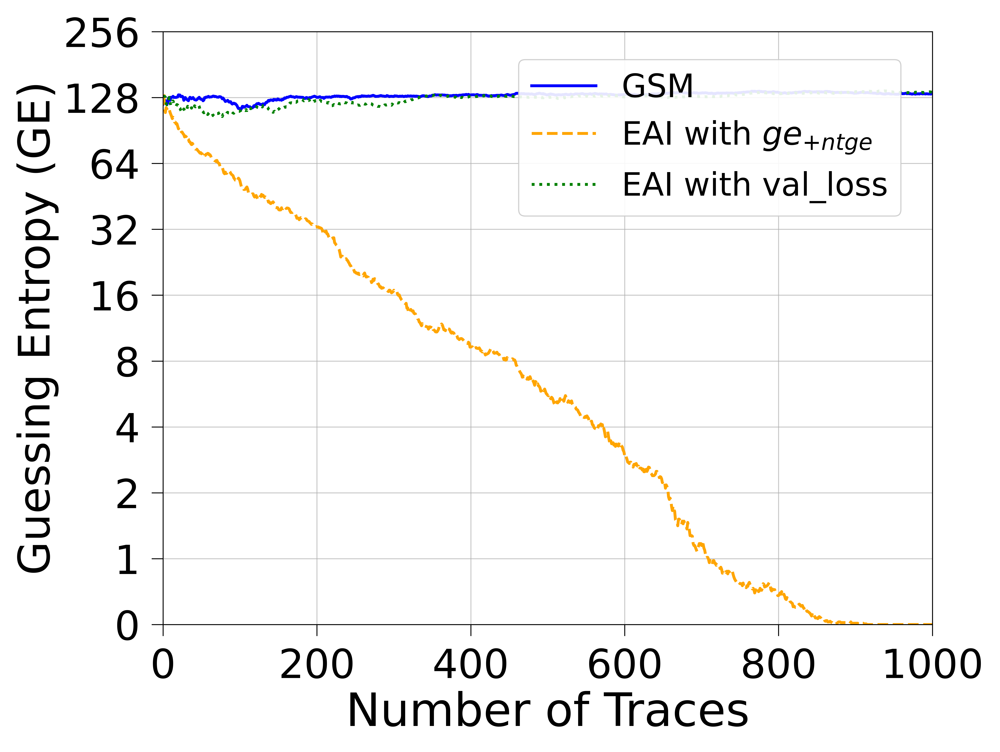 Guessing Entropy (GE)
256
128
64
32
16
8
4
2
1
0
GSM
EAI with ge+ntge
EAI with val_loss
0 200 400 600 800 1000
Number of Traces